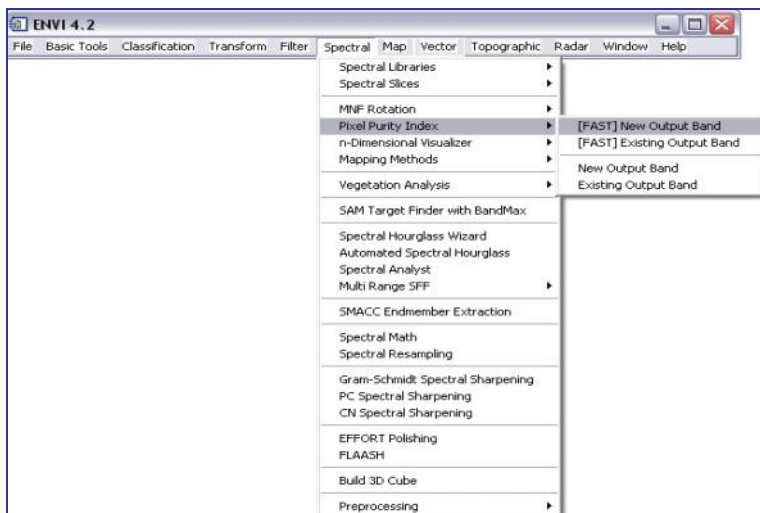 ENVI 4.2
File Basic Tools Classification Transform Filter Spectral Map Vector Topographic Radar Window Help
Spectral Libraries
Spectral Slices
MNF Rotation
Pixel Purity Index
n-Dimensional Visualizer
Mapping Methods
Vegetation Analysis
SAM Target Finder with BandMax
Spectral Hourglass Wizard
Automated Spectral Hourglass
Spectral Analyst
Multi Range SFF
SMACC Endmember Extraction
Spectral Math
Spectral Resampling
Gram-Schmidt Spectral Sharpening
PC Spectral Sharpening
CN Spectral Sharpening
EFFORT Polishing
FLAASH
Build 3D Cube
Preprocessing
[FAST] New Output Band
[FAST] Existing Output Band
New Output Band
Existing Output Band